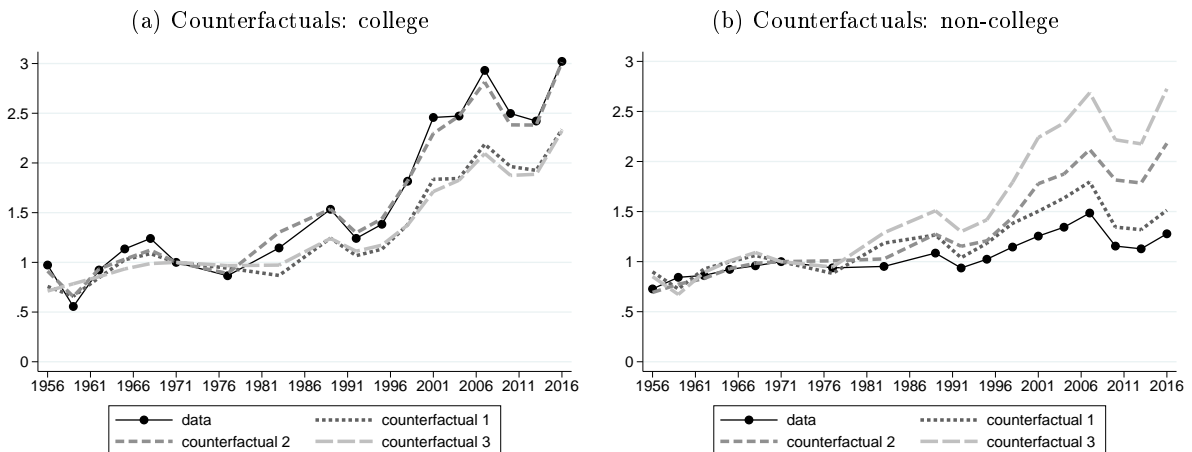 (a) Counterfactuals: college
3
2.5
2
1.5
1
.5
0
1956 1961 1966 1971 1976 1981 1986 1991 1996 2001 2006 2011 2016
data counterfactual 1
counterfactual 2 counterfactual 3
(b) Counterfactuals: non-college
3
2.5
2
1.5
1
.5
0
1956 1961 1966 1971 1976 1981 1986 1991 1996 2001 2006 2011 2016
data counterfactual 1
counterfactual 2 counterfactual 3